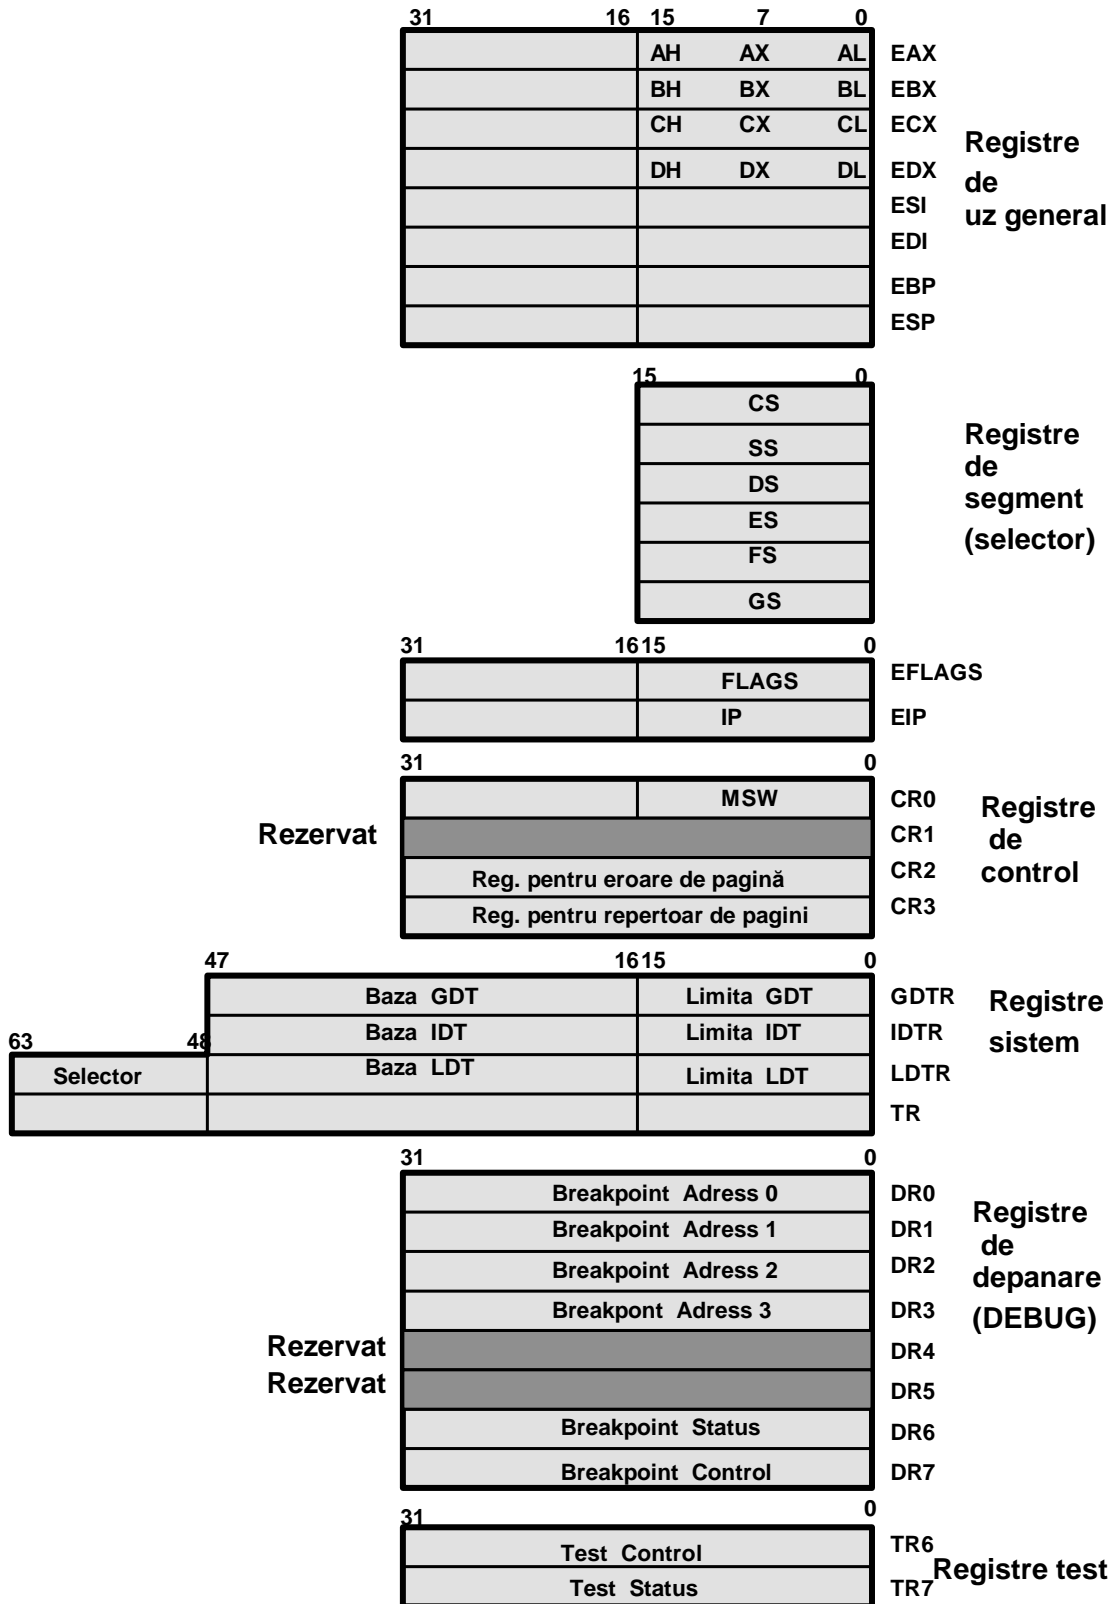 31 16 15 7 0
AH AX AL EAX
BH BX BL EBX
CH CX CL ECX
DH DX DL EDX
ESI
EDI
EBP
ESP
Registre
de
uz general
15 0
CS
SS
DS
ES
FS
GS
Registre
de
segment
(selector)
31 16 15 0
FLAGS EFLAGS
IP EIP
31 0
MSW CR0
Rezervat CR1
Reg. pentru eroare de pagină CR2
Reg. pentru repertoar de pagini CR3
Registre
de
control
47 16 15 0
Baza GDT Limita GDT GDTR
Baza IDT Limita IDT IDTR
63 48
Selector Baza LDT Limita LDT LDTR
TR
Registre
sistem
31 0
Breakpoint Adress 0 DR0
Breakpoint Adress 1 DR1
Breakpoint Adress 2 DR2
Breakpont Adress 3 DR3
Rezervat DR4
Rezervat DR5
Breakpoint Status DR6
Breakpoint Control DR7
Registre
de
depanare
(DEBUG)
31 0
Test Control TR6
Test Status TR7
Registre test